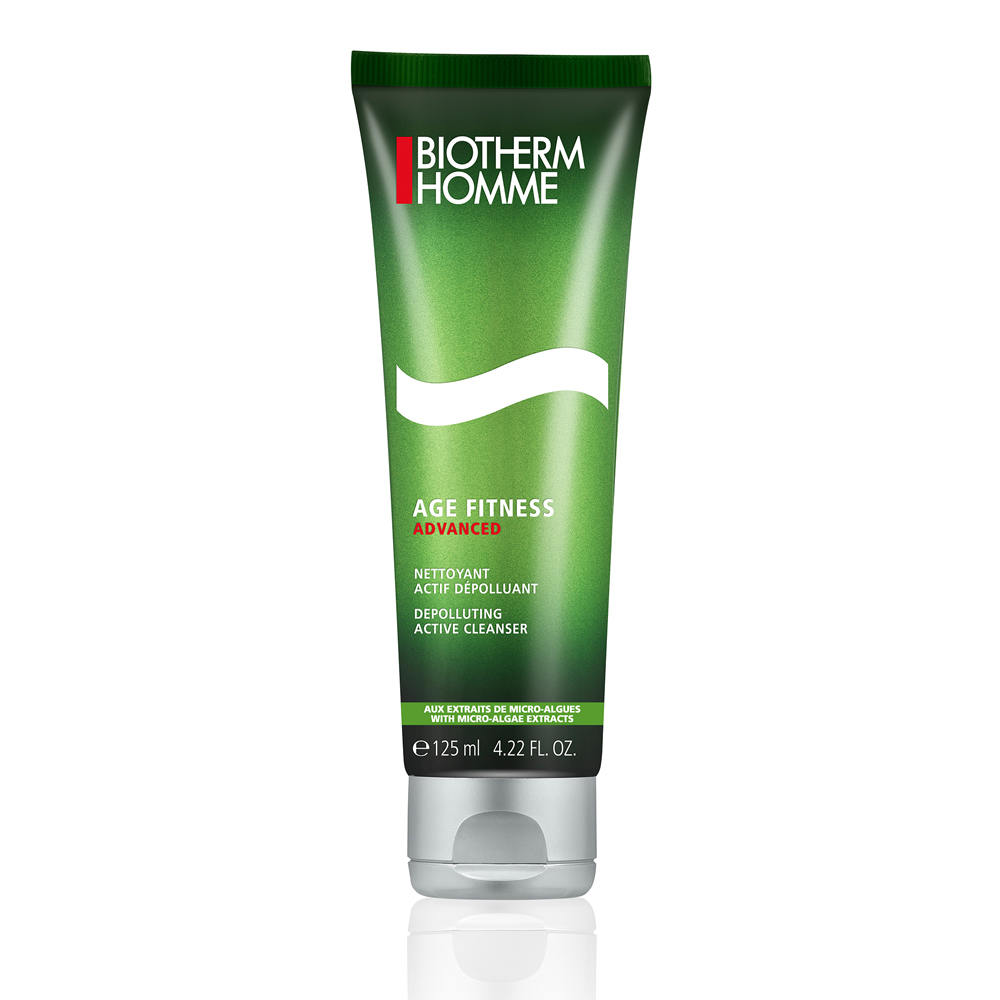 BIOTHERM
HOMME
AGE FITNESS
ADVANCED
NETTOYANT
ACTIF DÉPOLLUANT
DEPOLLUTING
ACTIVE CLEANSER
AUX EXTRAITS DE MICRO-ALGUES
WITH MICRO-ALGAE EXTRACTS
℮ 125 ml 4.22 FL. OZ.